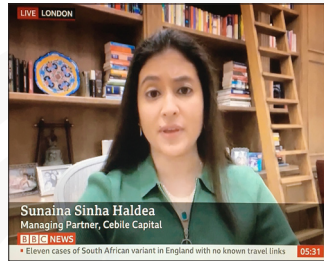 LIVE LONDON
Sunaina Sinha Haldea
Managing Partner, Cebile Capital
BBC NEWS
• Eleven cases of South African variant in England with no known travel links 05:31